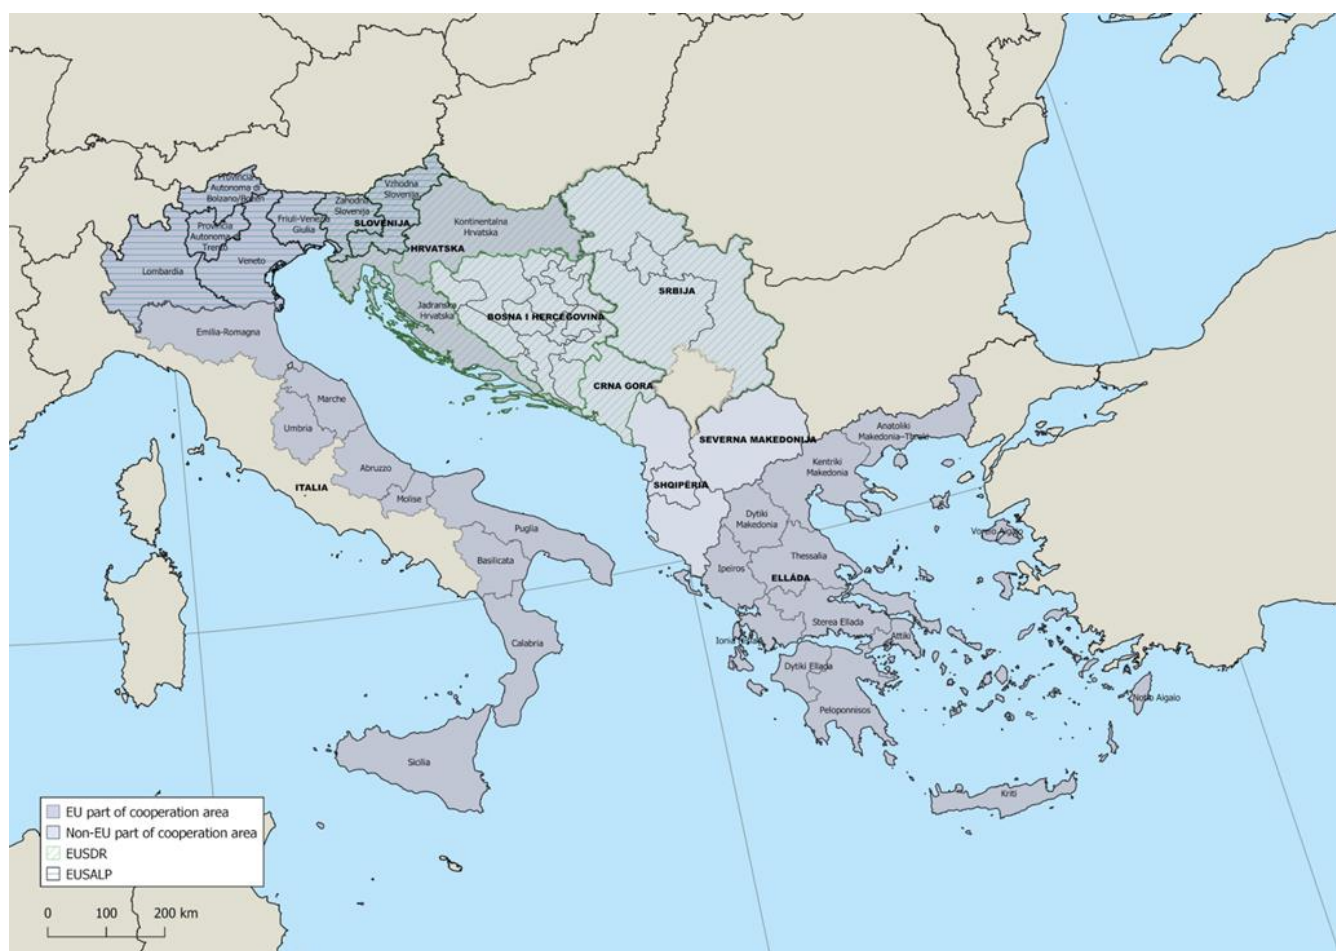 Provincia
Autonoma di
Bolzano/Bozen
Vzhodna
Slovenija
Zahodna
Slovenija
Friuli-Venezia
Giulia
SLOVENIJA
Provincia
Autonoma di
Trento
Kontinentalna
Hrvatska
HRVATSKA
Veneto
Lombardia
SRBIJA
Jadranska
Hrvatska
BOSNA I HERCEGOVINA
Emilia-Romagna
CRNA GORA
Marche
Umbria
Anatoliki
Makedonia-Thraki
SEVERNA MAKEDONIJA
Abruzzo
Kentriki
Makedonia
ITALIA
SHQIPËRIA
Molise
Dytiki
Makedonia
Puglia
Voreio Aigaio
Basilicata
Thessalia
Ipeiros
ELLÁDA
Sterea Ellada
Calabria
Ionia
Attiki
Dytiki Ellada
Notio Aigaio
Peloponnisos
Sicilia
Kriti
EU part of cooperation area
Non-EU part of cooperation area
EUSDR
EUSALP
0 100 200 km